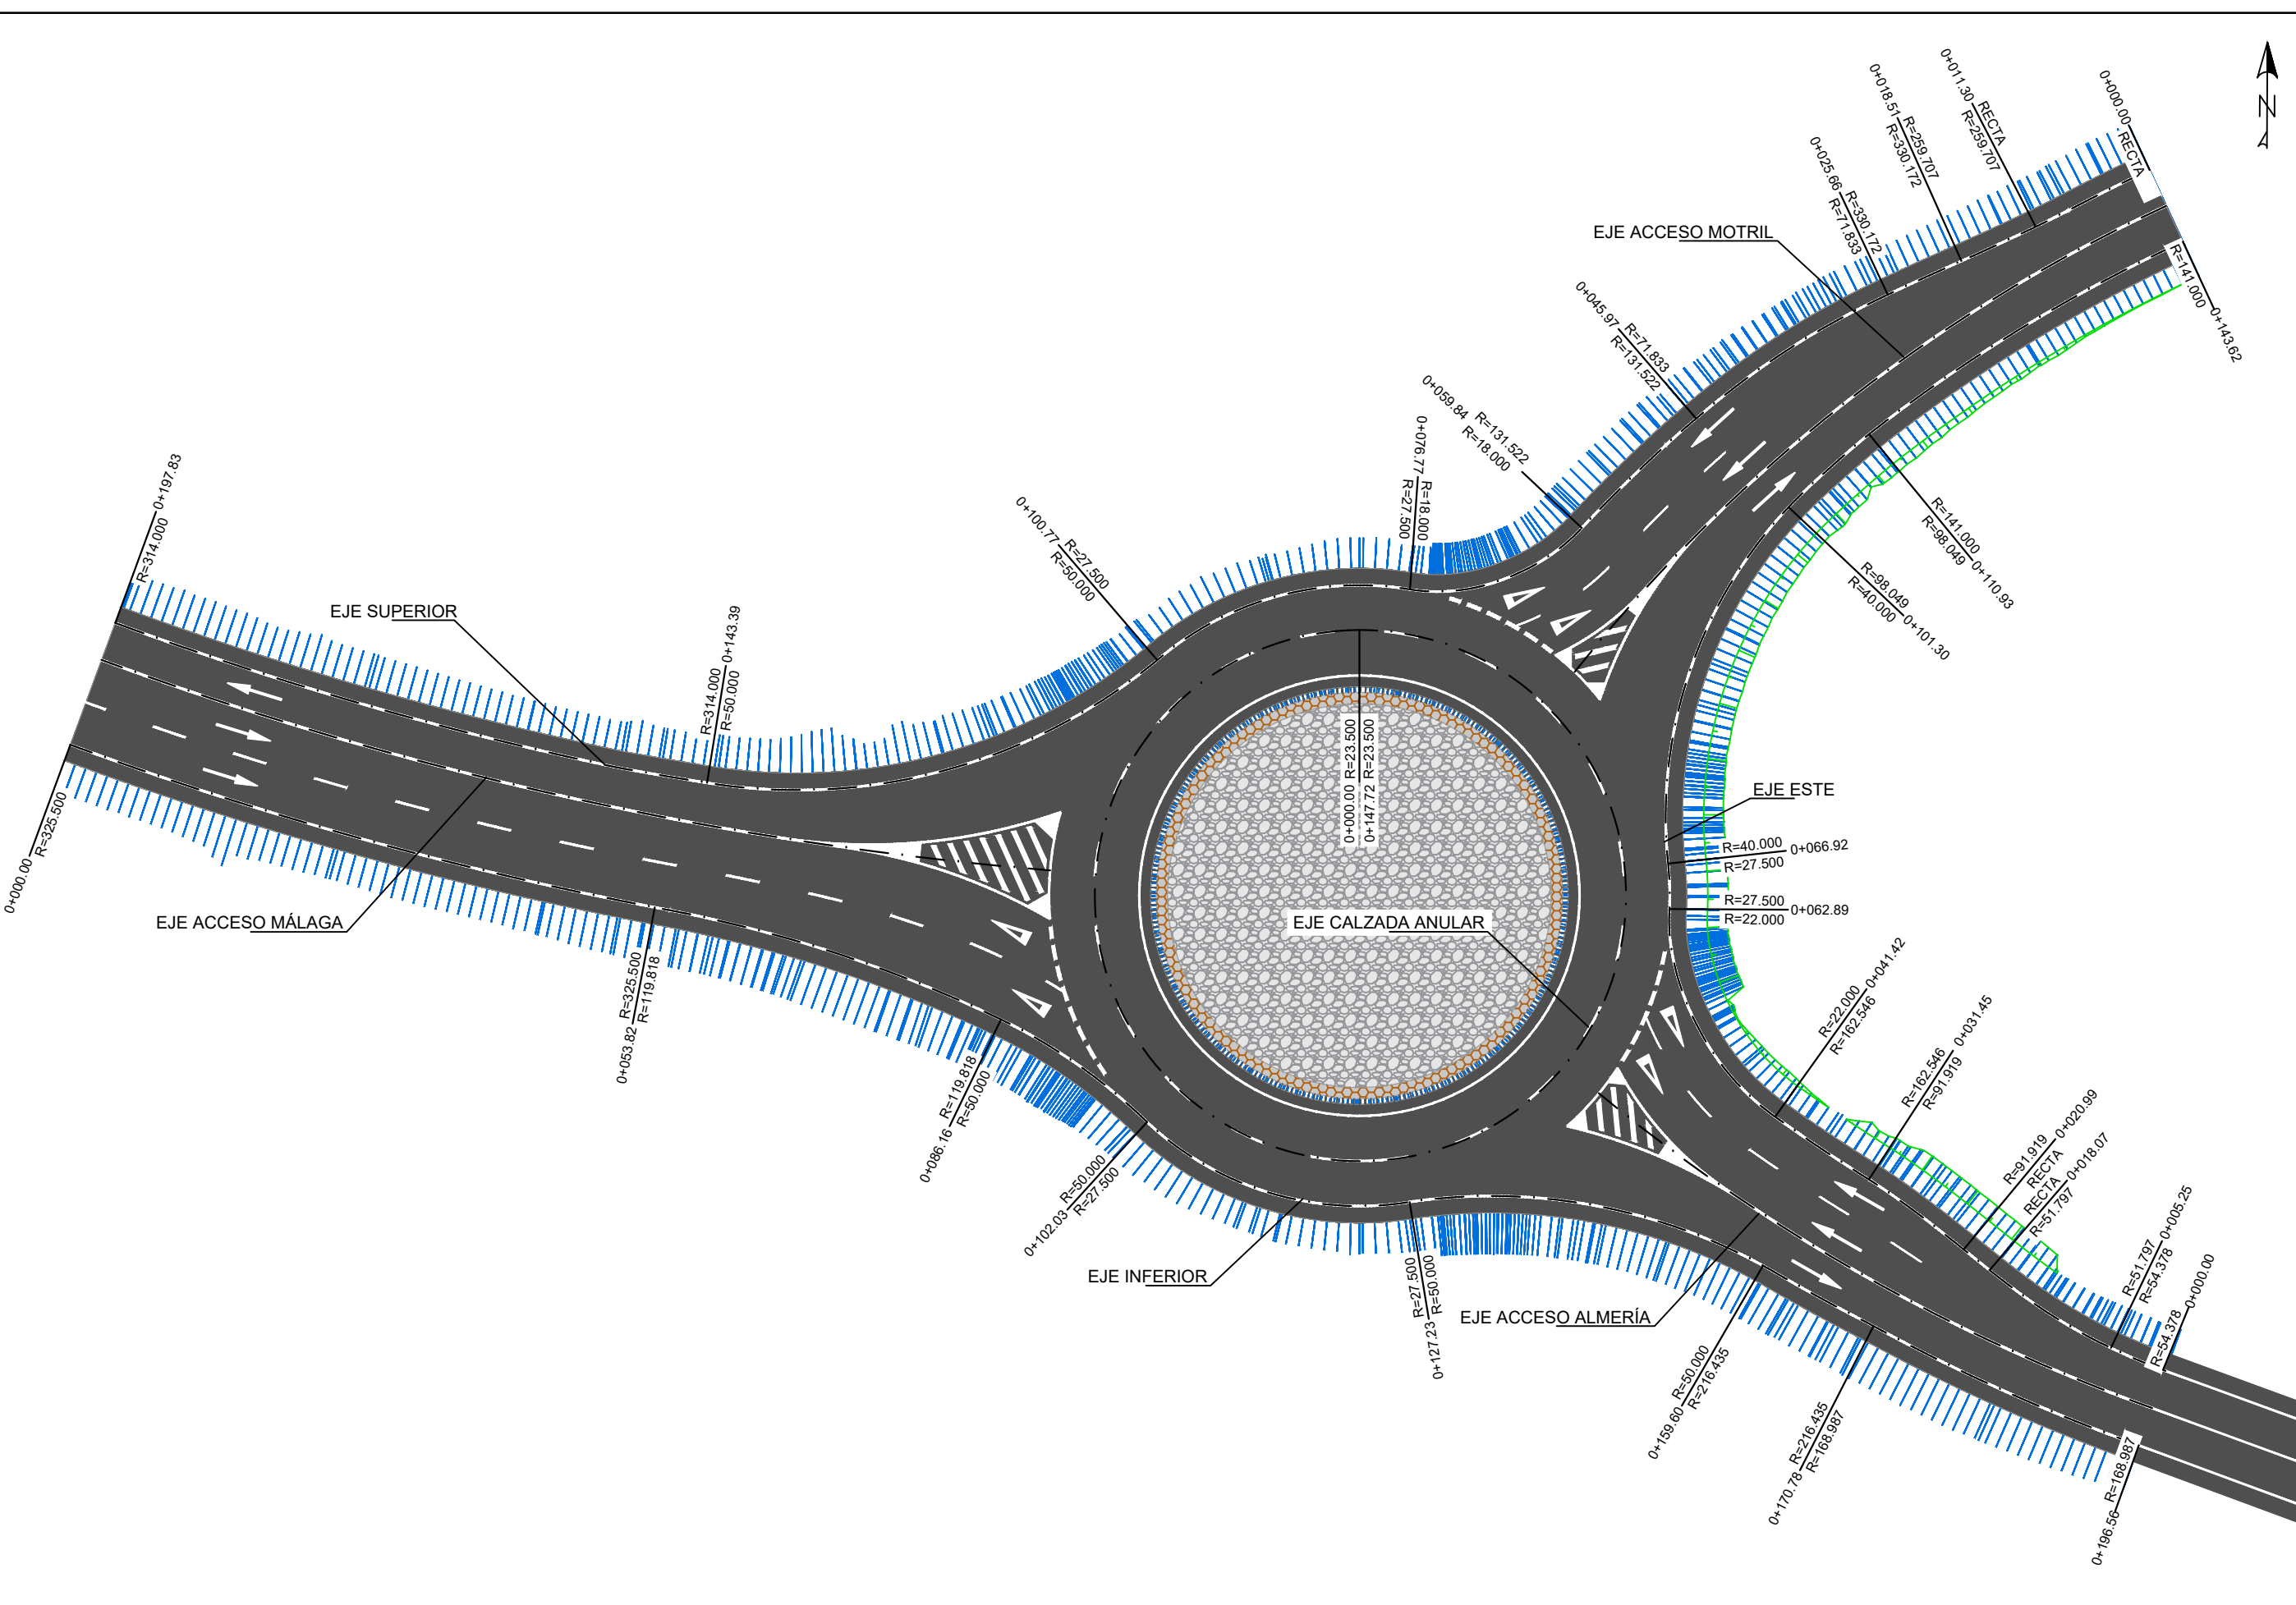 N
0+000.00
RECTA
0+011.30
RECTA
R=259.707
0+018.51
R=259.707
R=330.172
0+025.66
R=330.172
R=71.833
EJE ACCESO MOTRIL
0+045.97
R=71.833
R=131.522
0+059.84
R=131.522
R=18.000
0+076.77
R=18.000
R=27.500
0+100.77
R=27.500
R=50.000
R=141.000
0+143.62
R=141.000
R=98.049
0+110.93
R=98.049
R=40.000
0+101.30
0+197.83
R=314.000
EJE SUPERIOR
0+143.39
R=314.000
R=50.000
0+000.00 R=23.500
0+147.72 R=23.500
EJE ESTE
R=40.000
0+066.92
R=27.500
R=27.500
0+062.89
R=22.000
0+000.00
R=325.500
EJE ACCESO MÁLAGA
EJE CALZADA ANULAR
0+041.42
R=22.000
R=162.546
0+053.82
R=325.500
R=119.818
0+031.45
R=162.546
R=91.919
0+086.16
R=119.818
R=50.000
0+020.99
R=91.919
RECTA
0+018.07
RECTA
R=51.797
0+102.03
R=50.000
R=27.500
0+005.25
R=51.797
R=54.378
0+000.00
R=54.378
EJE INFERIOR
0+127.23
R=27.500
R=50.000
EJE ACCESO ALMERÍA
0+159.60
R=50.000
R=216.435
0+170.78
R=216.435
R=168.987
0+196.56
R=168.987